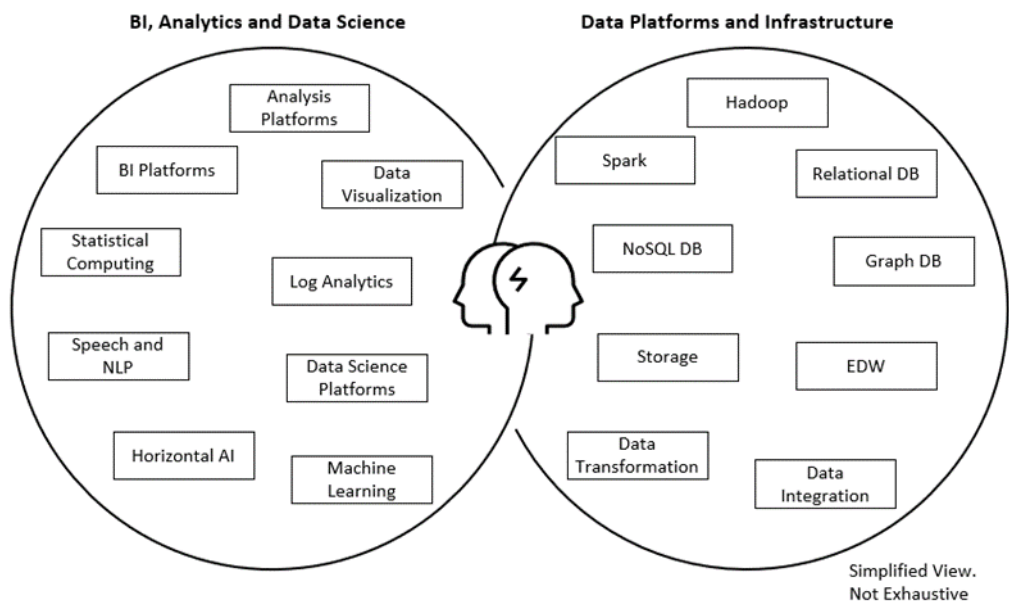 BI, Analytics and Data Science
Data Platforms and Infrastructure
Analysis
Platforms
BI Platforms
Data
Visualization
Statistical
Computing
Log Analytics
Speech and
NLP
Data Science
Platforms
Horizontal AI
Machine
Learning
Hadoop
Spark
Relational DB
NoSQL DB
Graph DB
Storage
EDW
Data
Transformation
Data
Integration
Simplified View.
Not Exhaustive